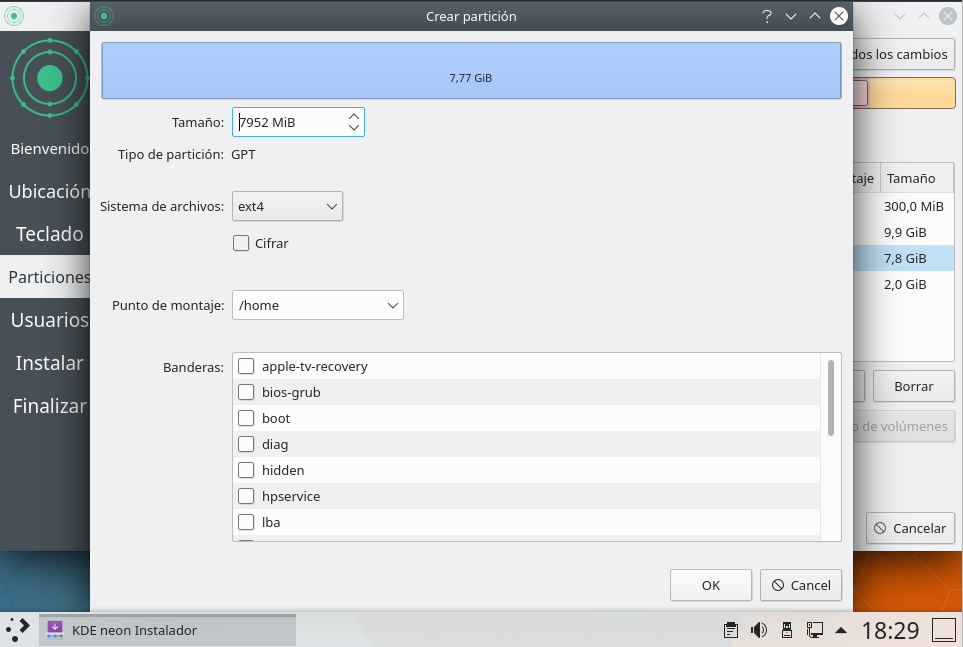 Crear partición
dos los cambios
7,77 GiB
Tamaño: 7952 MiB
Tipo de partición: GPT
Sistema de archivos: ext4
Cifrar
Punto de montaje: /home
Banderas:
apple-tv-recovery
bios-grub
boot
diag
hidden
hpservice
lba
OK
Cancel
Bienvenido
Ubicación
Teclado
Particiones
Usuarios
Instalar
Finalizar
taje Tamaño
300,0 MiB
9,9 GiB
7,8 GiB
2,0 GiB
Borrar
o de volúmenes
Cancelar
KDE neon Instalador
18:29